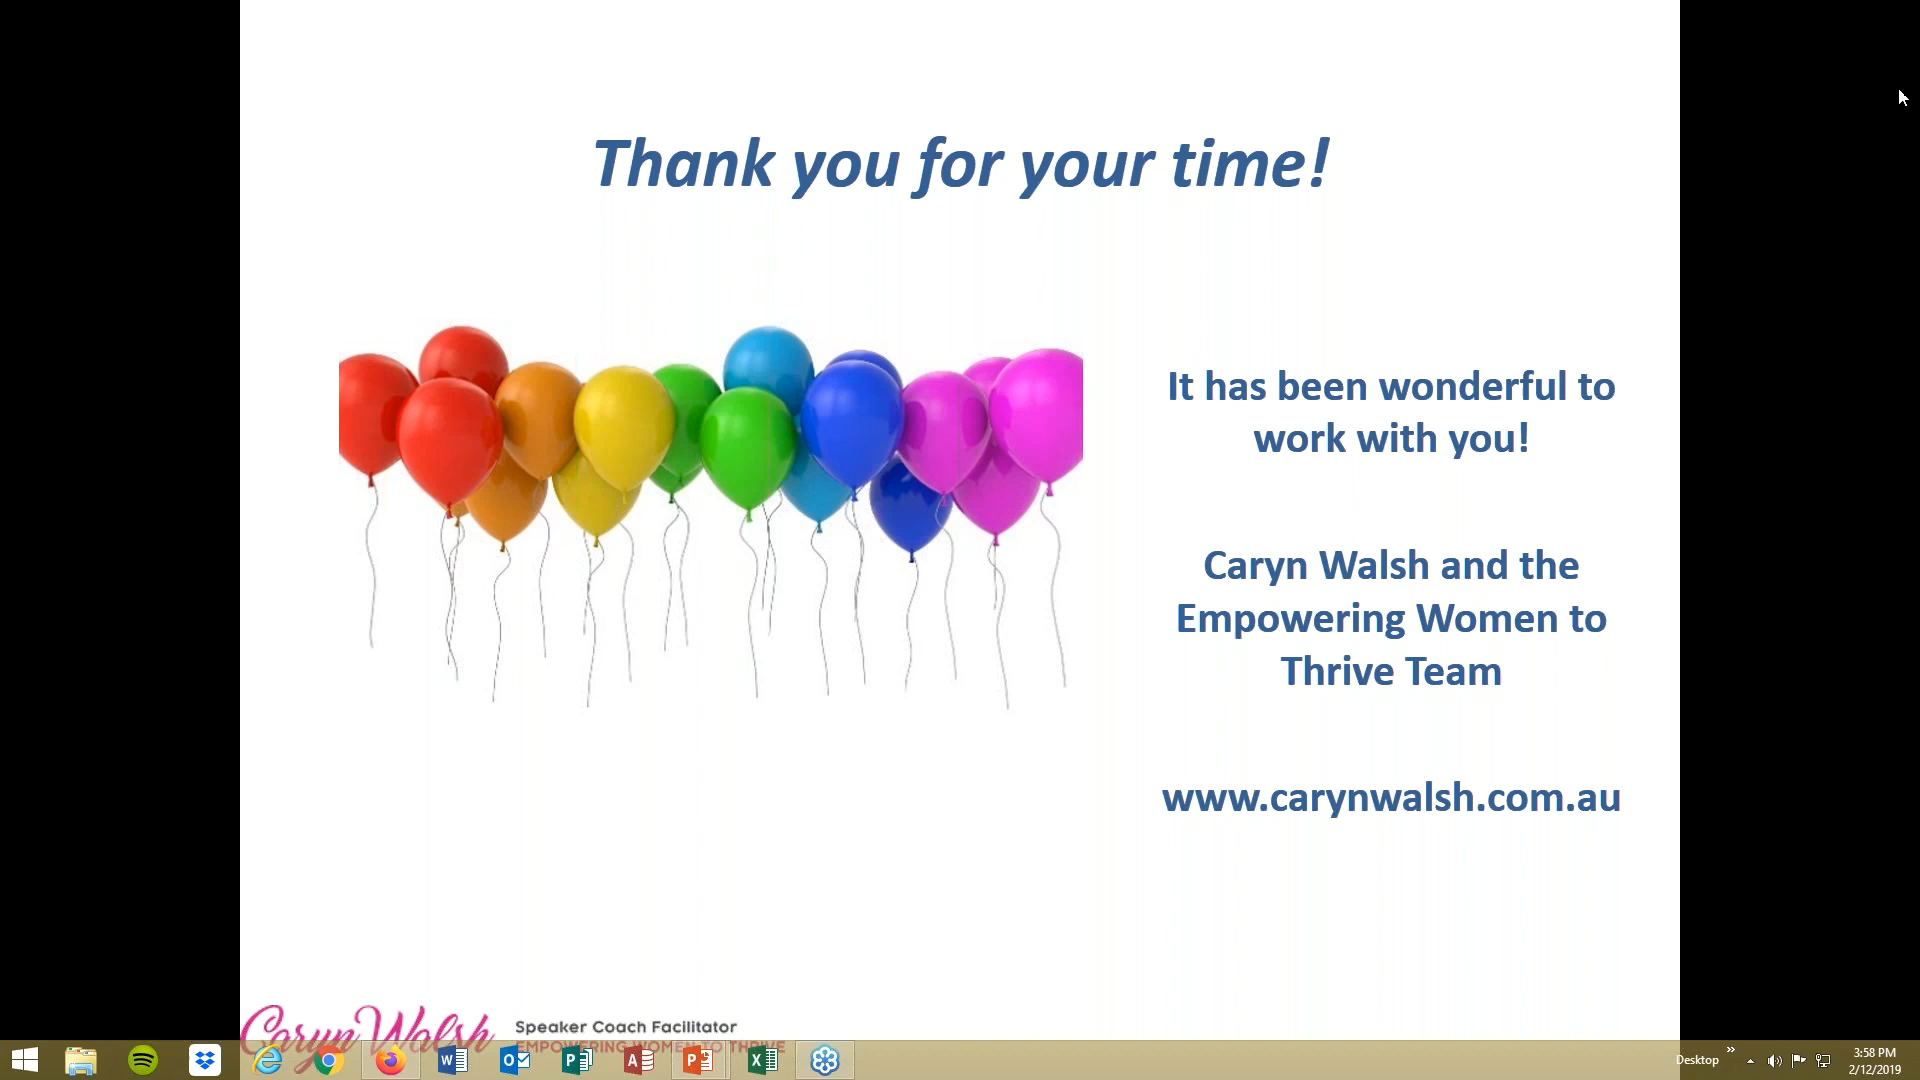 Thank you for your time!
It has been wonderful to
work with you!
Caryn Walsh and the
Empowering Women to
Thrive Team
www.carynwalsh.com.au
Caryn Walsh
Speaker Coach Facilitator
EMPOWERING WOMEN TO THRIVE
Desktop
3:58 PM
2/12/2019